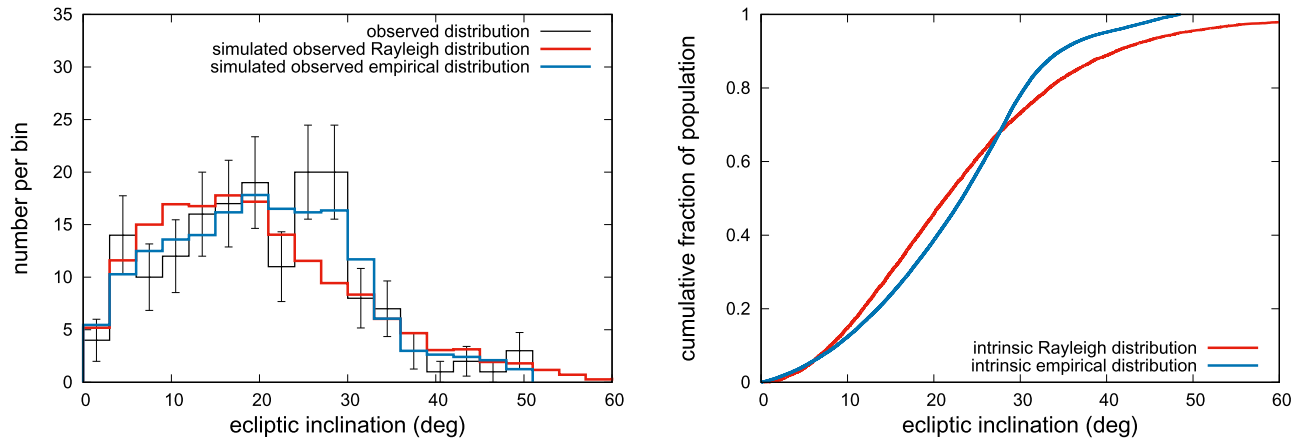 35
30
25
20
15
10
5
0
number per bin
observed distribution
simulated observed Rayleigh distribution
simulated observed empirical distribution
0 10 20 30 40 50 60
ecliptic inclination (deg)
1
0.8
0.6
0.4
0.2
0
cumulative fraction of population
intrinsic Rayleigh distribution
intrinsic empirical distribution
0 10 20 30 40 50 60
ecliptic inclination (deg)